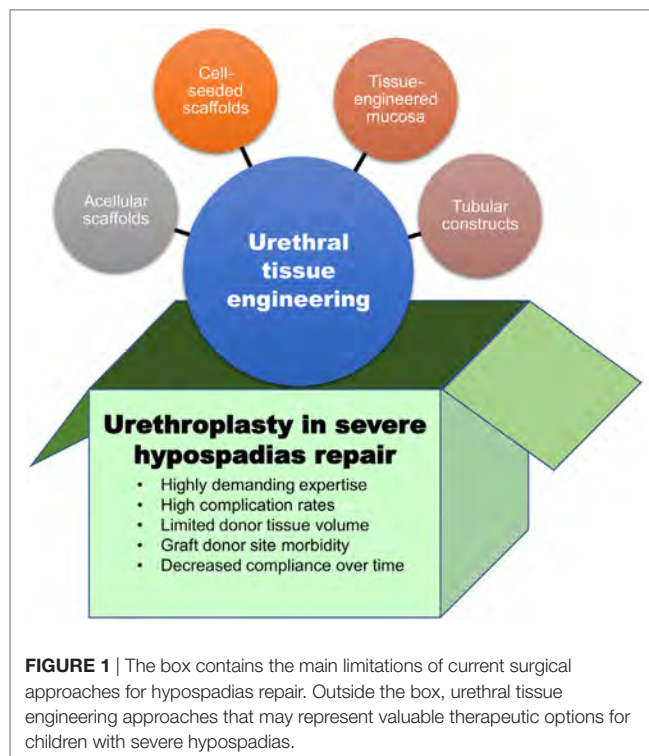 Cell-
seeded
scaffolds
Tissue-
engineered
mucosa
Acellular
scaffolds
Tubular
constructs
Urethral
tissue
engineering
Urethroplasty in severe
hypospadias repair
• Highly demanding expertise
• High complication rates
• Limited donor tissue volume
• Graft donor site morbidity
• Decreased compliance over time
FIGURE 1 | The box contains the main limitations of current surgical
approaches for hypospadias repair. Outside the box, urethral tissue
engineering approaches that may represent valuable therapeutic options for
children with severe hypospadias.